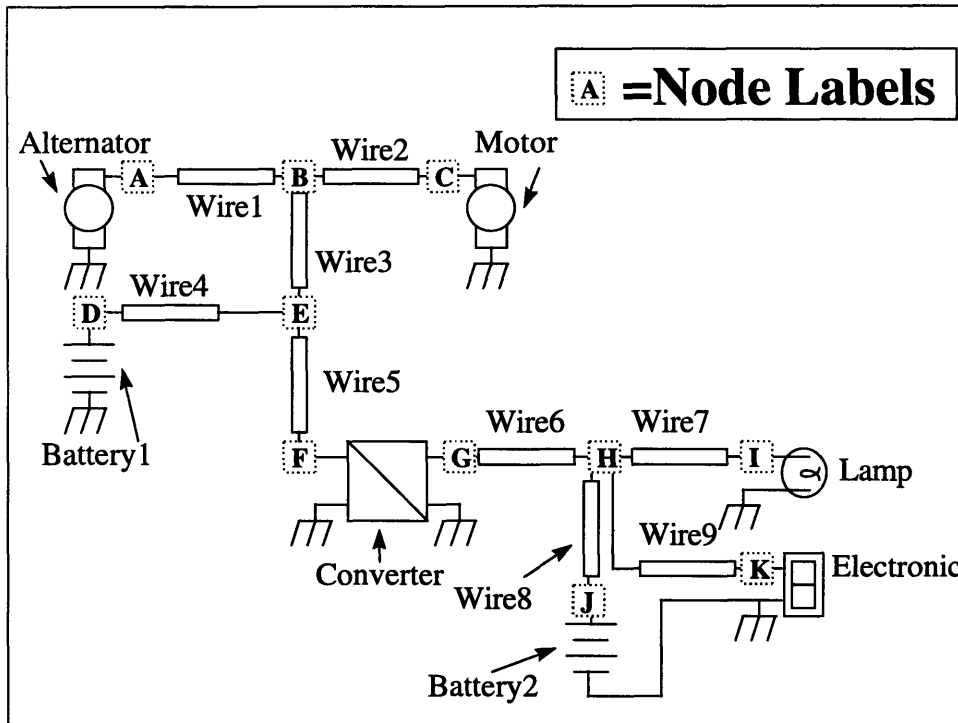 A =Node Labels
Alternator
Wire2
Motor
A
B
C
Wire1
Wire3
Wire4
D
E
Wire5
Battery1
Wire6
Wire7
F
G
H
I
Lamp
Wire9
Converter
K
Electronic
Wire8
J
Battery2